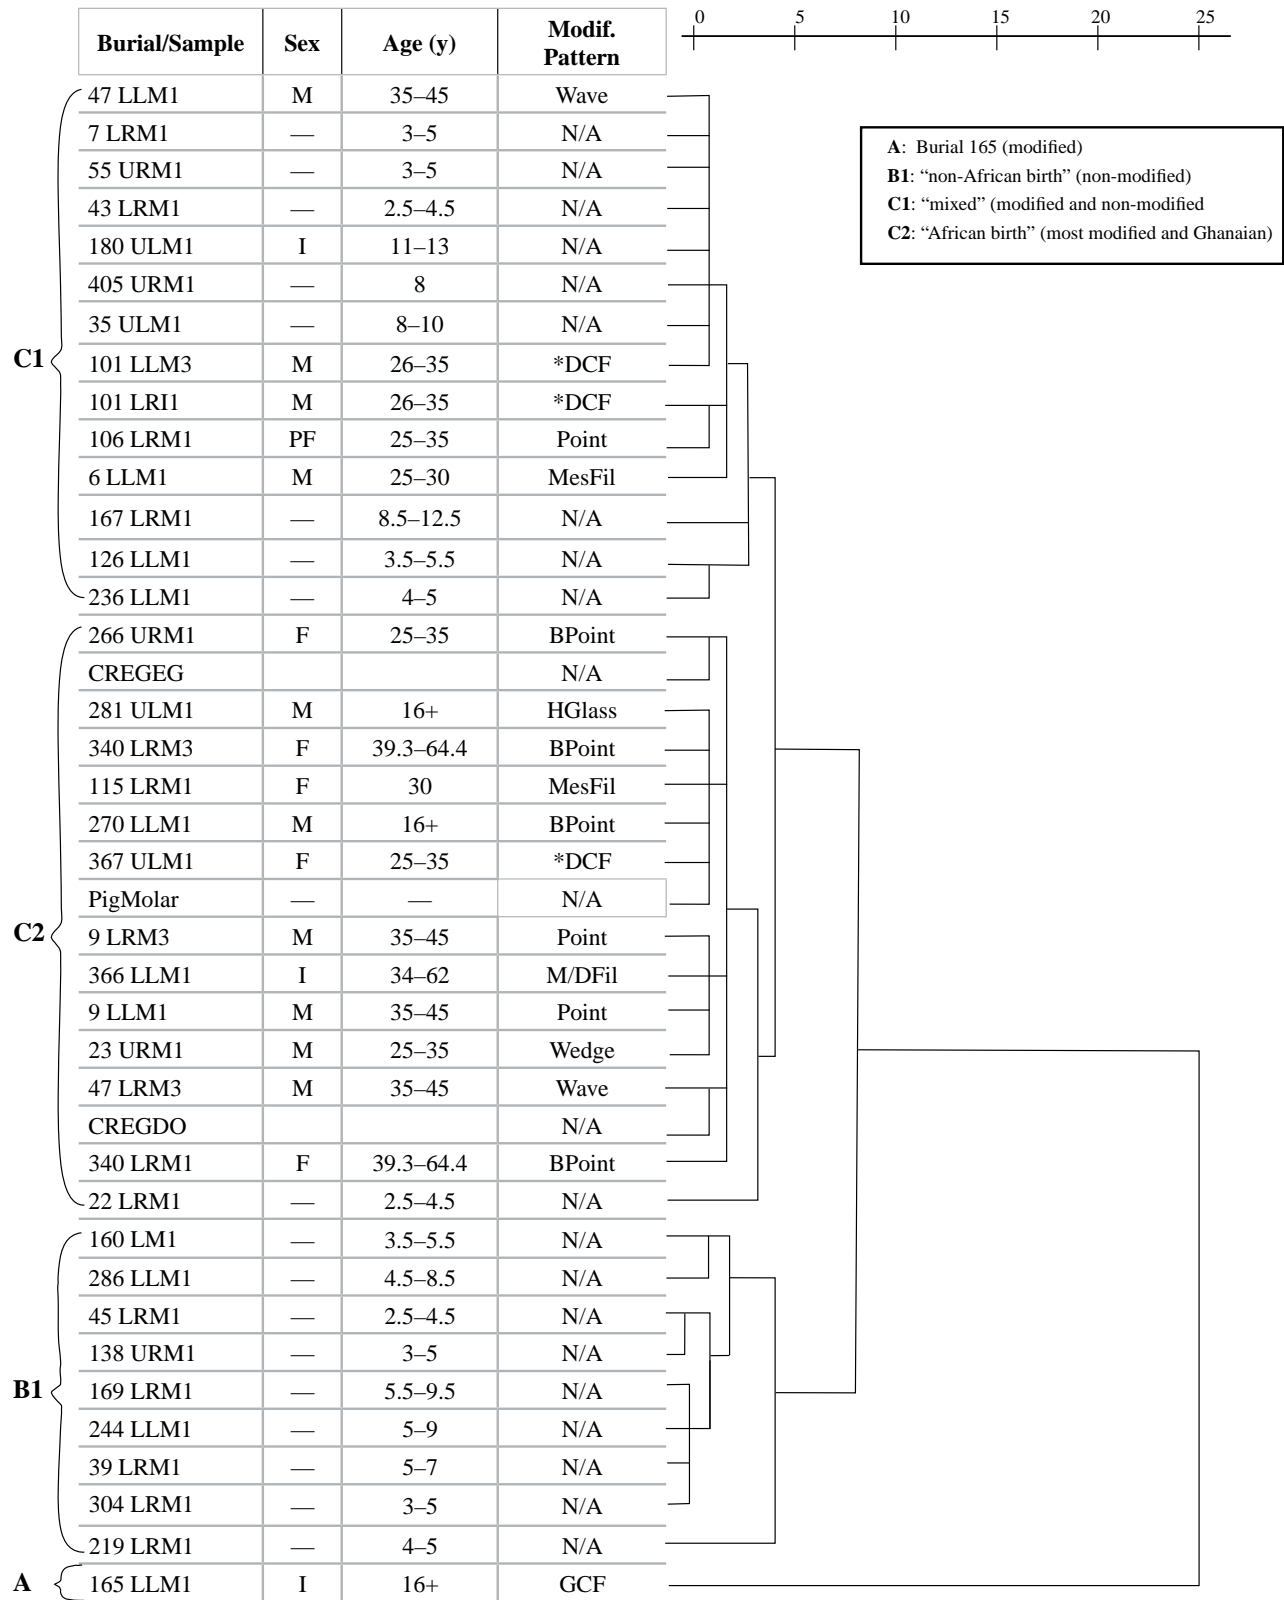 Burial/Sample Sex Age (y) Modif. Pattern
0 5 10 15 20 25
A: Burial 165 (modified)
B1: “non-African birth” (non-modified)
C1: “mixed” (modified and non-modified
C2: “African birth” (most modified and Ghanaian)
C1
47 LLM1 M 35–45 Wave
7 LRM1 — 3–5 N/A
55 URM1 — 3–5 N/A
43 LRM1 — 2.5–4.5 N/A
180 ULM1 I 11–13 N/A
405 URM1 — 8 N/A
35 ULM1 — 8–10 N/A
101 LLM3 M 26–35 *DCF
101 LRI1 M 26–35 *DCF
106 LRM1 PF 25–35 Point
6 LLM1 M 25–30 MesFil
167 LRM1 — 8.5–12.5 N/A
126 LLM1 — 3.5–5.5 N/A
236 LLM1 — 4–5 N/A
C2
266 URM1 F 25–35 BPoint
CREGEG N/A
281 ULM1 M 16+ HGlass
340 LRM3 F 39.3–64.4 BPoint
115 LRM1 F 30 MesFil
270 LLM1 M 16+ BPoint
367 ULM1 F 25–35 *DCF
PigMolar — — N/A
9 LRM3 M 35–45 Point
366 LLM1 I 34–62 M/DFil
9 LLM1 M 35–45 Point
23 URM1 M 25–35 Wedge
47 LRM3 M 35–45 Wave
CREGDO N/A
340 LRM1 F 39.3–64.4 BPoint
22 LRM1 — 2.5–4.5 N/A
B1
160 LM1 — 3.5–5.5 N/A
286 LLM1 — 4.5–8.5 N/A
45 LRM1 — 2.5–4.5 N/A
138 URM1 — 3–5 N/A
169 LRM1 — 5.5–9.5 N/A
244 LLM1 — 5–9 N/A
39 LRM1 — 5–7 N/A
304 LRM1 — 3–5 N/A
219 LRM1 — 4–5 N/A
A
165 LLM1 I 16+ GCF